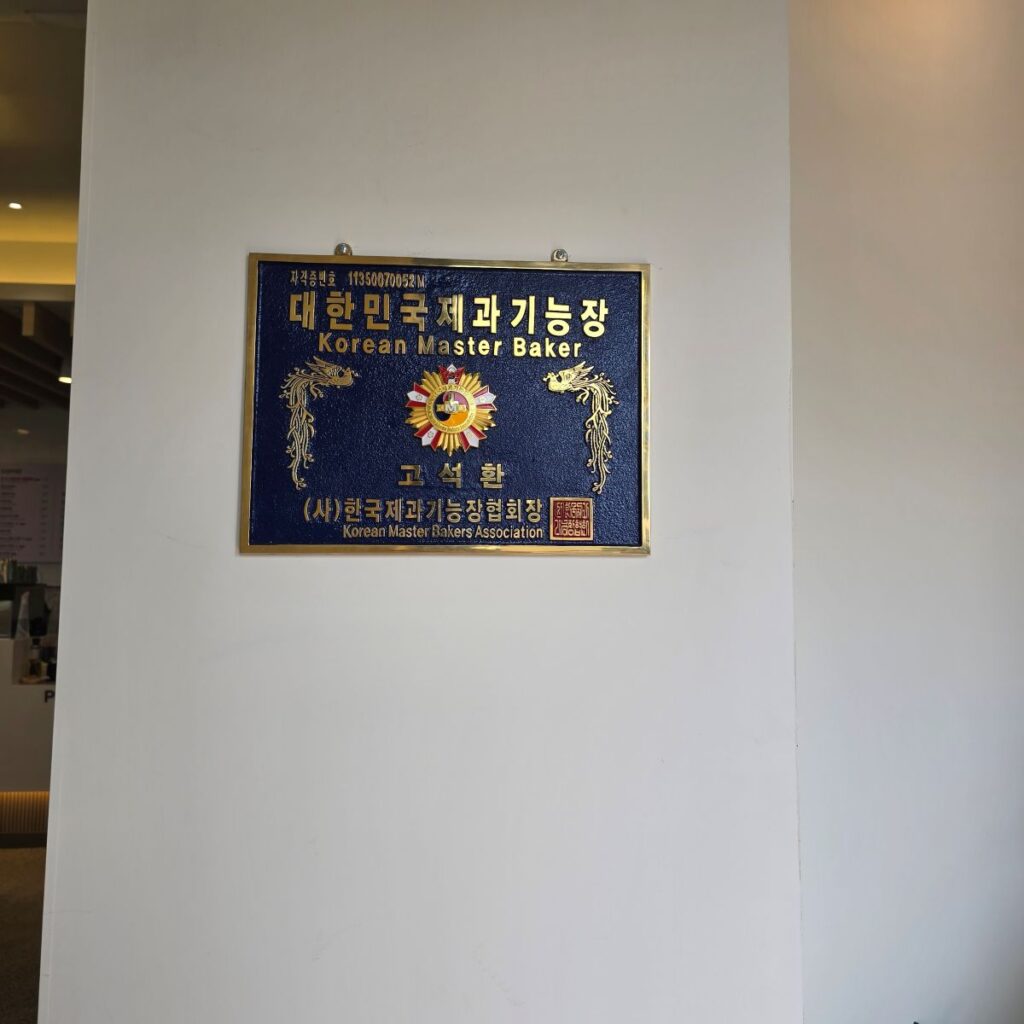 자격증번호 11350070052M
대한민국제과기능장
Korean Master Baker
고석환
(사)한국제과기능장협회장
Korean Master Bakers Association